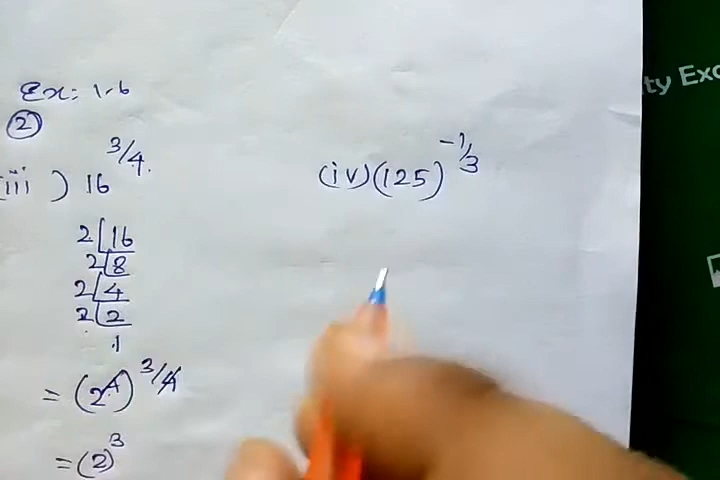 Ex: 1.6
2
(iii) 16^3/4.
2|16
2|8
2|4
2|2
1
= (2^4)^3/4
= (2)^3
(iv) (125)^-1/3